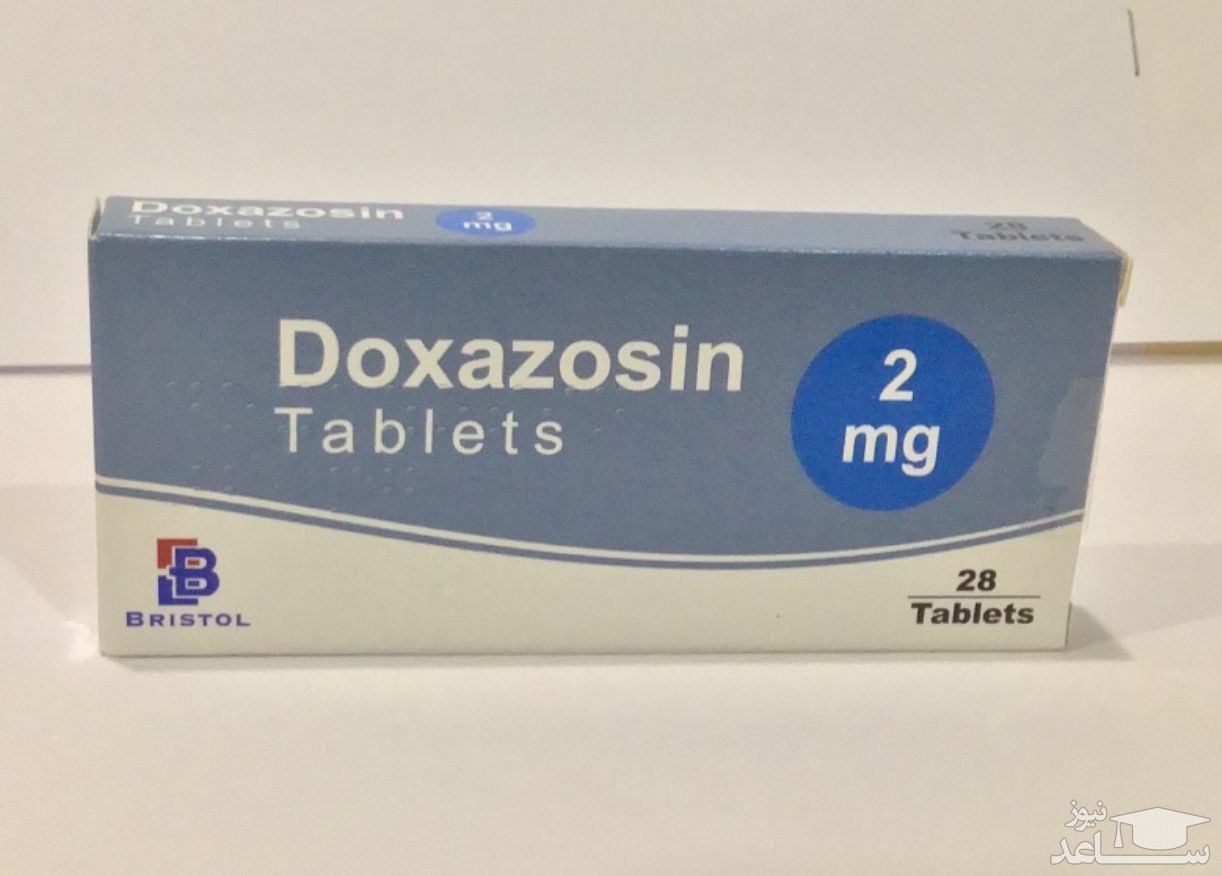 Doxazosin
Tablets
2
mg
28
Tablets
Doxazosin
Tablets
2
mg
B
BRISTOL
28
Tablets
نیوز
ساعد